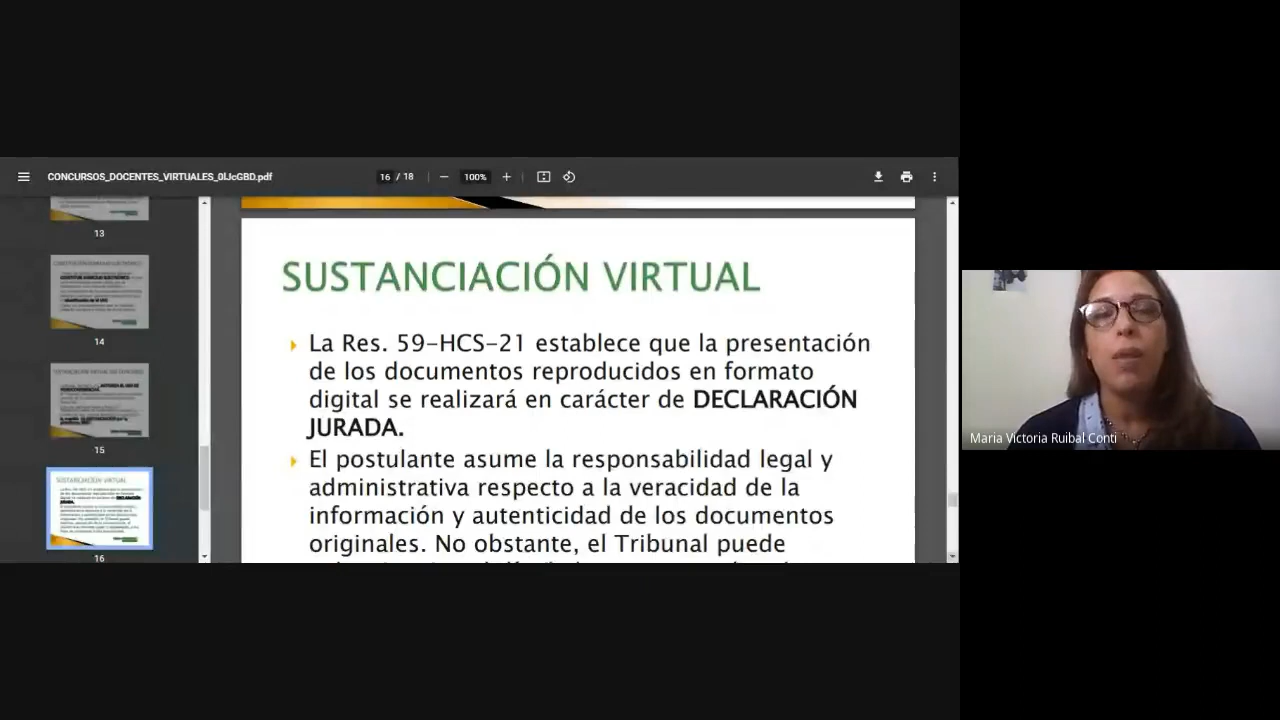 CONCURSOS_DOCENTES_VIRTUALES_0lJcGBD.pdf
16 / 18
100%
13
14
15
SUSTANCIACIÓN VIRTUAL
16
SUSTANCIACIÓN VIRTUAL
La Res. 59-HCS-21 establece que la presentación
de los documentos reproducidos en formato
digital se realizará en carácter de DECLARACIÓN
JURADA.
El postulante asume la responsabilidad legal y
administrativa respecto a la veracidad de la
información y autenticidad de los documentos
originales. No obstante, el Tribunal puede
Maria Victoria Ruibal Conti